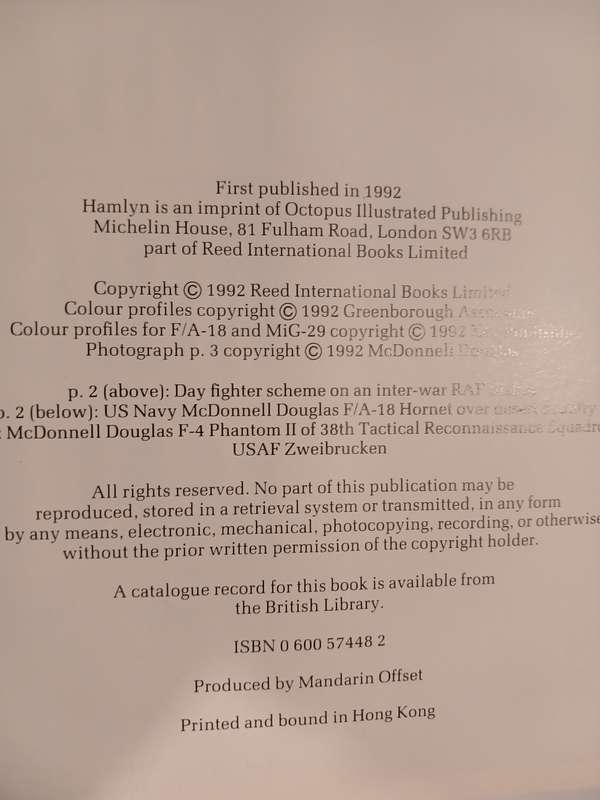 First published in 1992
Hamlyn is an imprint of Octopus Illustrated Publishing
Michelin House, 81 Fulham Road, London SW3 6RB
part of Reed International Books Limited
Copyright © 1992 Reed International Books Limited
Colour profiles copyright © 1992 Greenborough
Colour profiles for F/A-18 and MiG-29 copyright © 1992
Photograph p. 3 copyright © 1992 McDonnell Douglas
p. 2 (above): Day fighter scheme on an inter-war RAF
p. 2 (below): US Navy McDonnell Douglas F/A-18 Hornet over
: McDonnell Douglas F-4 Phantom II of 38th Tactical Reconnaissance Squadron
USAF Zweibrucken
All rights reserved. No part of this publication may be
reproduced, stored in a retrieval system or transmitted, in any form
by any means, electronic, mechanical, photocopying, recording, or otherwise
without the prior written permission of the copyright holder.
A catalogue record for this book is available from
the British Library.
ISBN 0 600 57448 2
Produced by Mandarin Offset
Printed and bound in Hong Kong